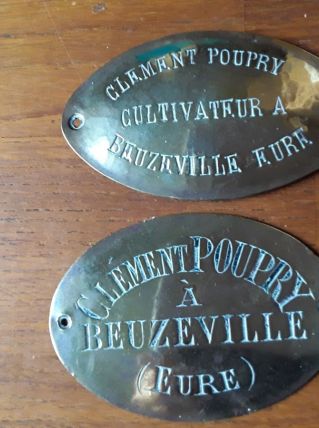 CLEMENT POUPRY
CULTIVATEUR A
BEUZEVILLE EURE
CLÉMENT POUPRY
À
BEUZEVILLE
(EURE)